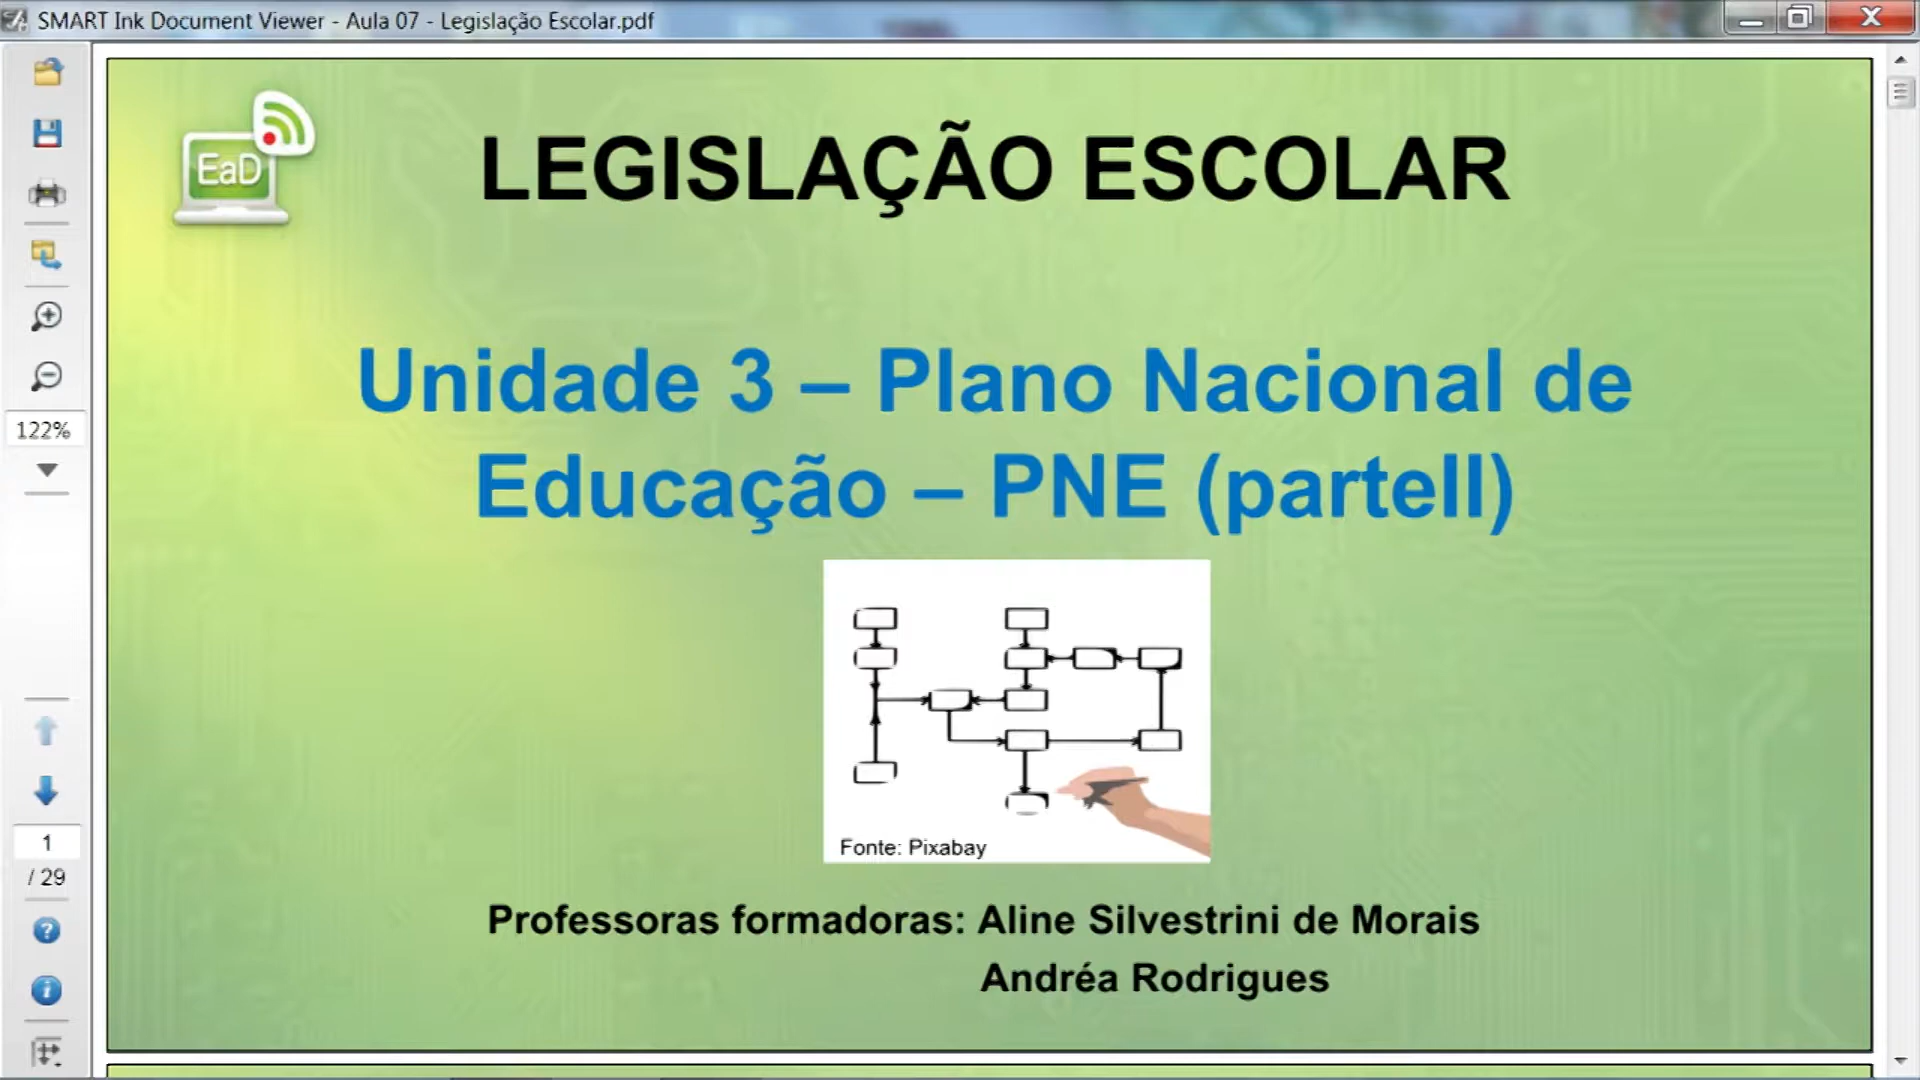 SMART Ink Document Viewer - Aula 07 - Legislação Escolar.pdf
EaD
LEGISLAÇÃO ESCOLAR
Unidade 3 – Plano Nacional de
Educação – PNE (parteII)
122%
Fonte: Pixabay
1
/ 29
Professoras formadoras: Aline Silvestrini de Morais
Andréa Rodrigues